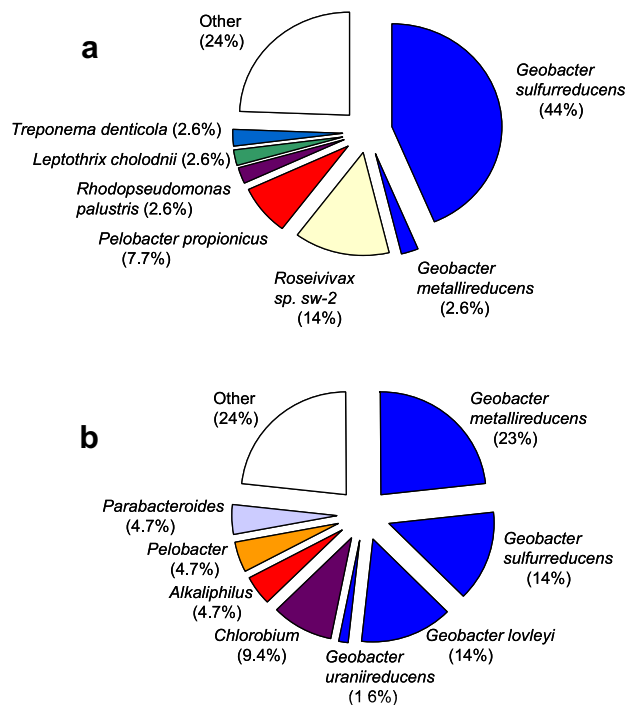 a
Other
(24%)
Geobacter
sulfurreducens
(44%)
Treponema denticola (2.6%)
Leptothrix cholodnii (2.6%)
Rhodopseudomonas
palustris (2.6%)
Pelobacter propionicus
(7.7%)
Roseivivax
sp. sw-2
(14%)
Geobacter
metallireducens
(2.6%)
b
Other
(24%)
Geobacter
metallireducens
(23%)
Parabacteroides
(4.7%)
Pelobacter
(4.7%)
Alkaliphilus
(4.7%)
Chlorobium
(9.4%)
Geobacter
uraniireducens
(1 6%)
Geobacter lovleyi
(14%)
Geobacter
sulfurreducens
(14%)